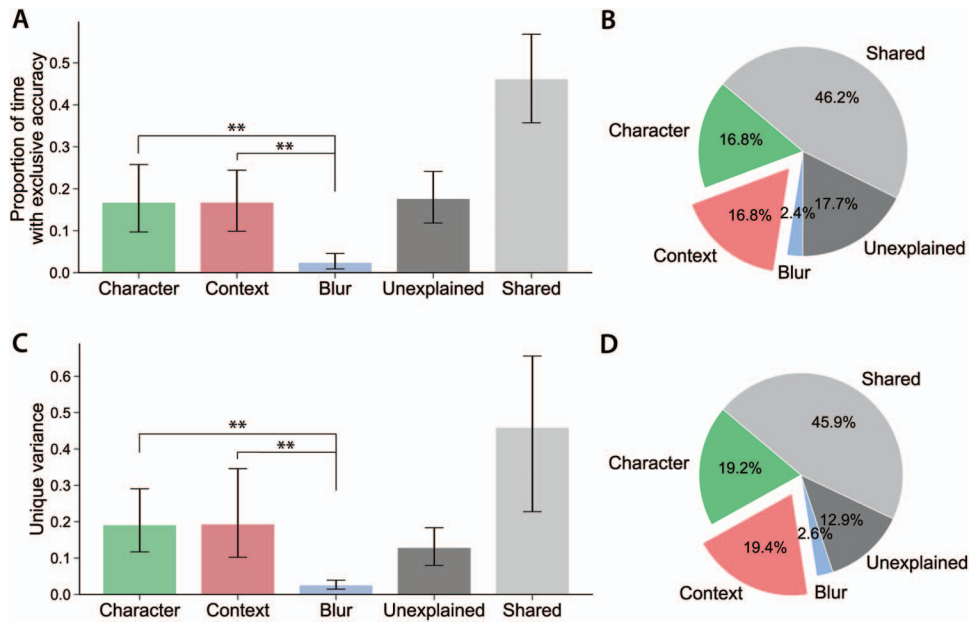 A
Proportion of time
with exclusive accuracy
0.5
0.4
0.3
0.2
0.1
0.0
**
**
Character
Context
Blur
Unexplained
Shared
B
Shared
46.2%
Character
16.8%
16.8%
2.4%
17.7%
Context
Blur
Unexplained
C
Unique variance
0.6
0.5
0.4
0.3
0.2
0.1
0.0
**
**
Character
Context
Blur
Unexplained
Shared
D
Shared
45.9%
Character
19.2%
19.4%
2.6%
12.9%
Context
Blur
Unexplained